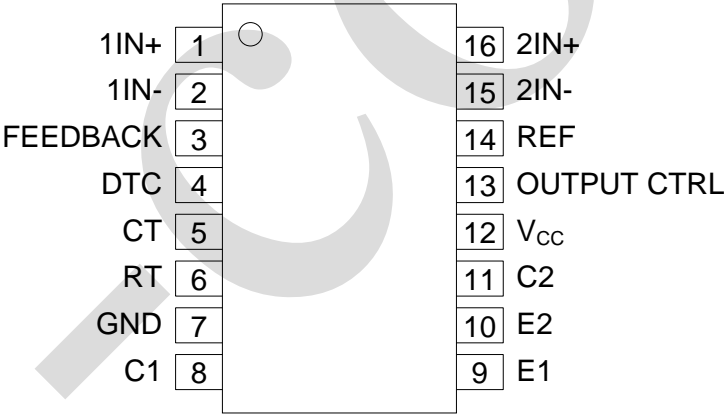 1IN+ 1 16 2IN+
1IN- 2 15 2IN-
FEEDBACK 3 14 REF
DTC 4 13 OUTPUT CTRL
CT 5 12 VCC
RT 6 11 C2
GND 7 10 E2
C1 8 9 E1